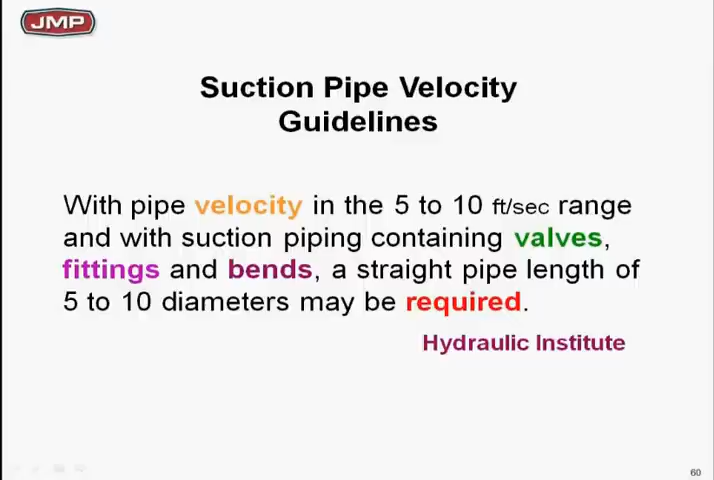 JMP
Suction Pipe Velocity
Guidelines
With pipe velocity in the 5 to 10 ft/sec range
and with suction piping containing valves,
fittings and bends, a straight pipe length of
5 to 10 diameters may be required.
Hydraulic Institute
60